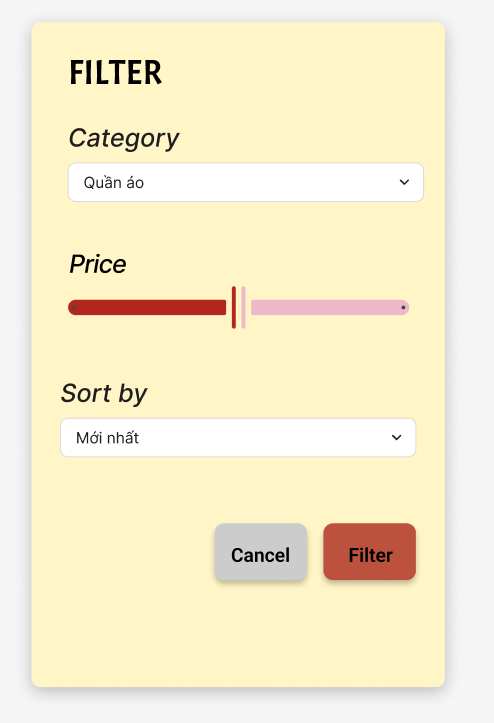 FILTER
Category
Quần áo
Price
Sort by
Mới nhất
Cancel
Filter